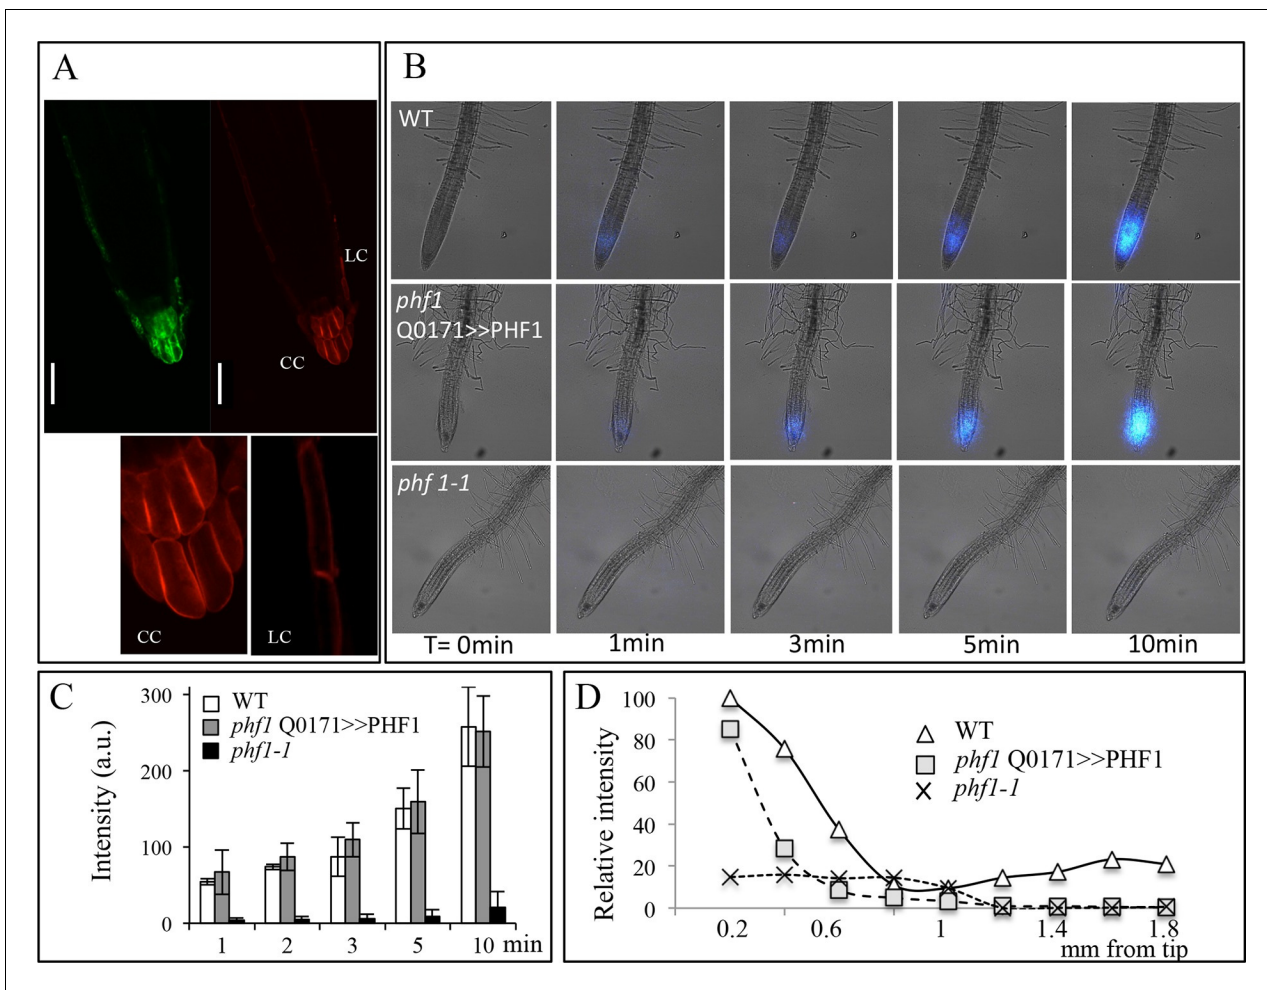 A
LC
CC
CC
LC
B
WT
phf1
Q0171>>PHF1
phf 1-1
T= 0min
1min
3min
5min
10min
C
Intensity (a.u.)
300
200
100
0
WT
phf1 Q0171>>PHF1
phf1-1
1
2
3
5
10 min
D
Relative intensity
100
80
60
40
20
0
WT
phf1 Q0171>>PHF1
phf1-1
0.2
0.6
1
1.4
1.8
mm from tip